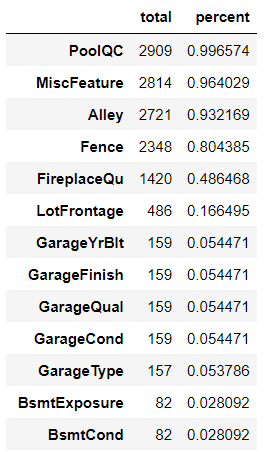 total percent
PoolQC 2909 0.996574
MiscFeature 2814 0.964029
Alley 2721 0.932169
Fence 2348 0.804385
FireplaceQu 1420 0.486468
LotFrontage 486 0.166495
GarageYrBlt 159 0.054471
GarageFinish 159 0.054471
GarageQual 159 0.054471
GarageCond 159 0.054471
GarageType 157 0.053786
BsmtExposure 82 0.028092
BsmtCond 82 0.028092